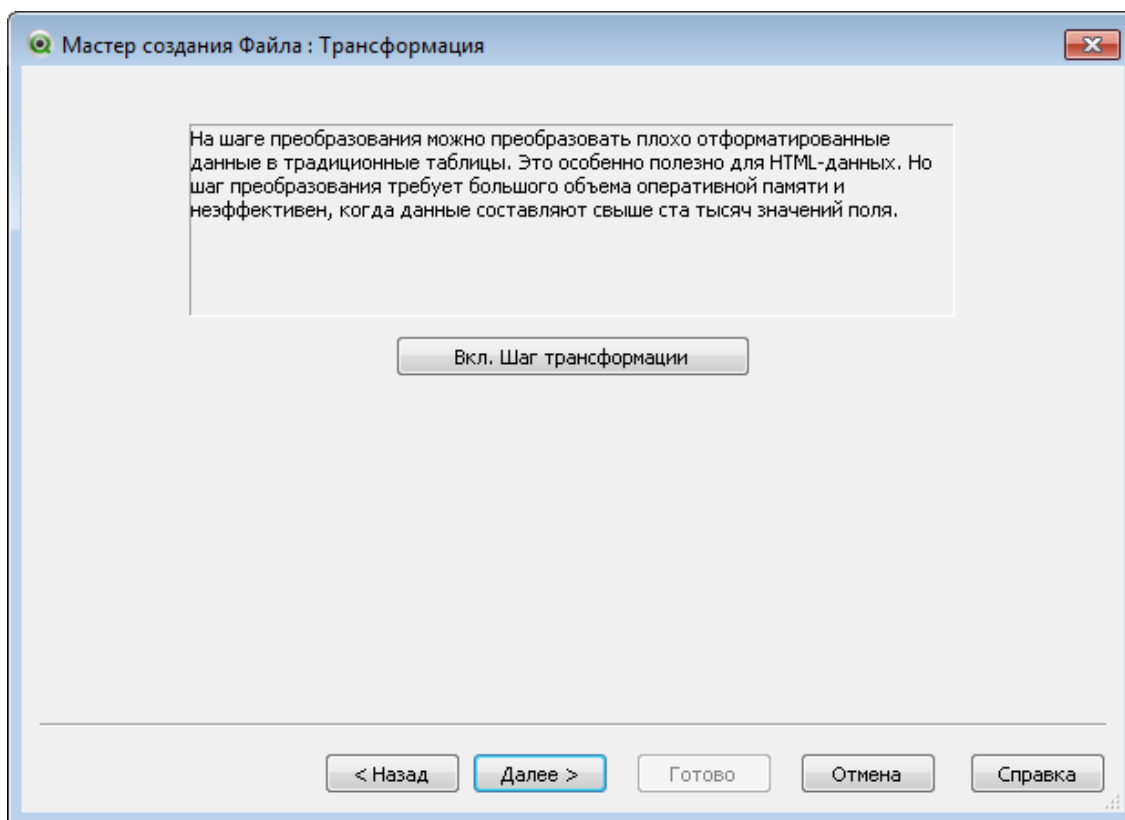 Мастер создания Файла : Трансформация
На шаге преобразования можно преобразовать плохо отформатированные
данные в традиционные таблицы. Это особенно полезно для HTML-данных. Но
шаг преобразования требует большого объема оперативной памяти и
неэффективен, когда данные составляют свыше ста тысяч значений поля.
Вкл. Шаг трансформации
< Назад
Далее >
Готово
Отмена
Справка